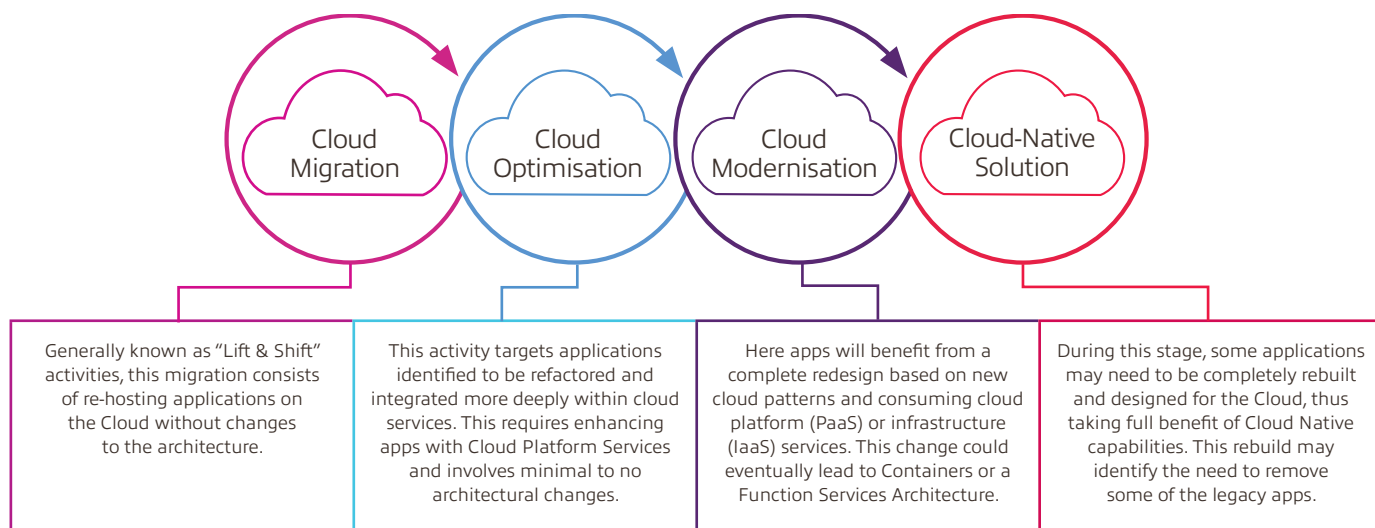 Cloud
Migration
Cloud
Optimisation
Cloud
Modernisation
Cloud-Native
Solution
Generally known as “Lift & Shift”
activities, this migration consists
of re-hosting applications on
the Cloud without changes
to the architecture.
This activity targets applications
identified to be refactored and
integrated more deeply within cloud
services. This requires enhancing
apps with Cloud Platform Services
and involves minimal to no
architectural changes.
Here apps will benefit from a
complete redesign based on new
cloud patterns and consuming cloud
platform (PaaS) or infrastructure
(IaaS) services. This change could
eventually lead to Containers or a
Function Services Architecture.
During this stage, some applications
may need to be completely rebuilt
and designed for the Cloud, thus
taking full benefit of Cloud Native
capabilities. This rebuild may
identify the need to remove
some of the legacy apps.